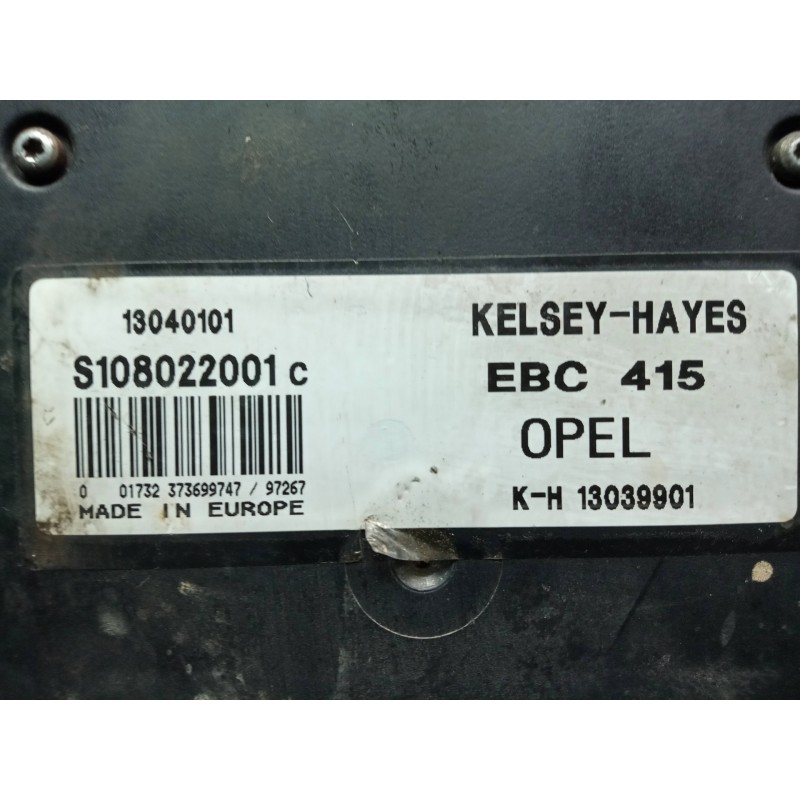 13040101
S108022001 C
0 01732 373699747 / 97267
MADE IN EUROPE
KELSEY-HAYES
EBC 415
OPEL
K-H 13039901